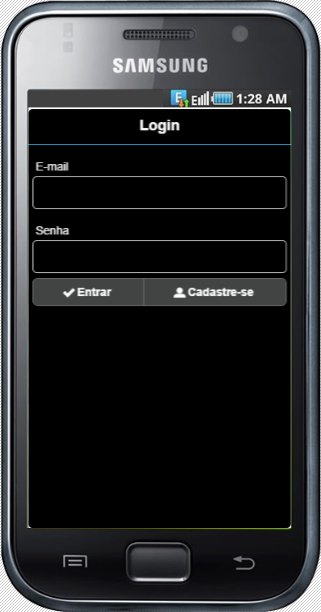 SAMSUNG
E 1:28 AM
Login
E-mail
Senha
Entrar Cadastre-se